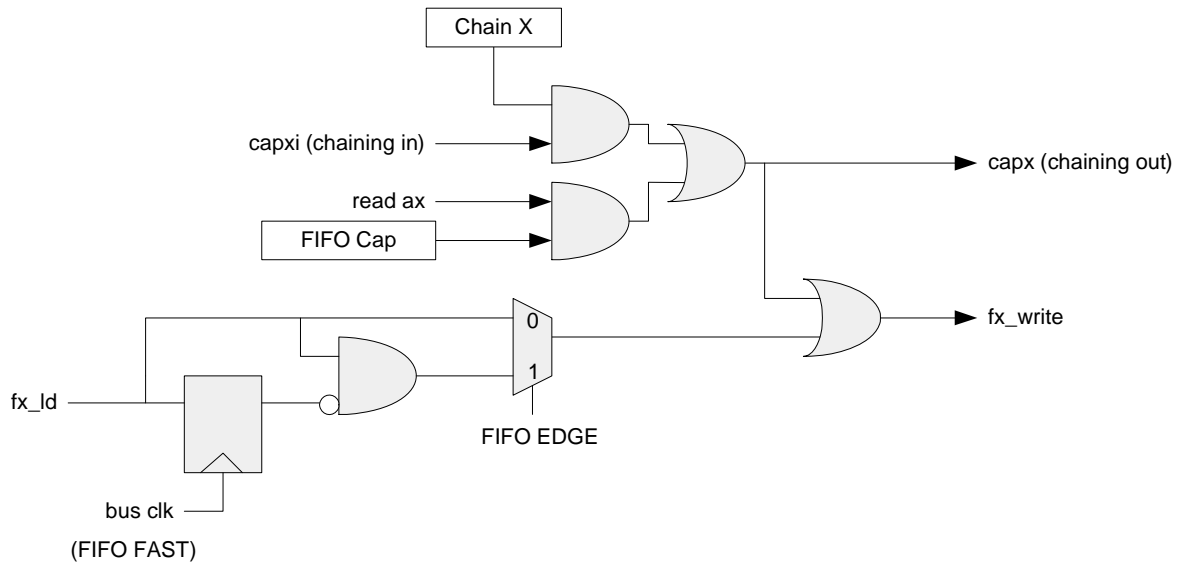 Chain X
capxi (chaining in)
capx (chaining out)
read ax
FIFO Cap
0
fx_write
1
fx_ld
FIFO EDGE
bus clk
(FIFO FAST)